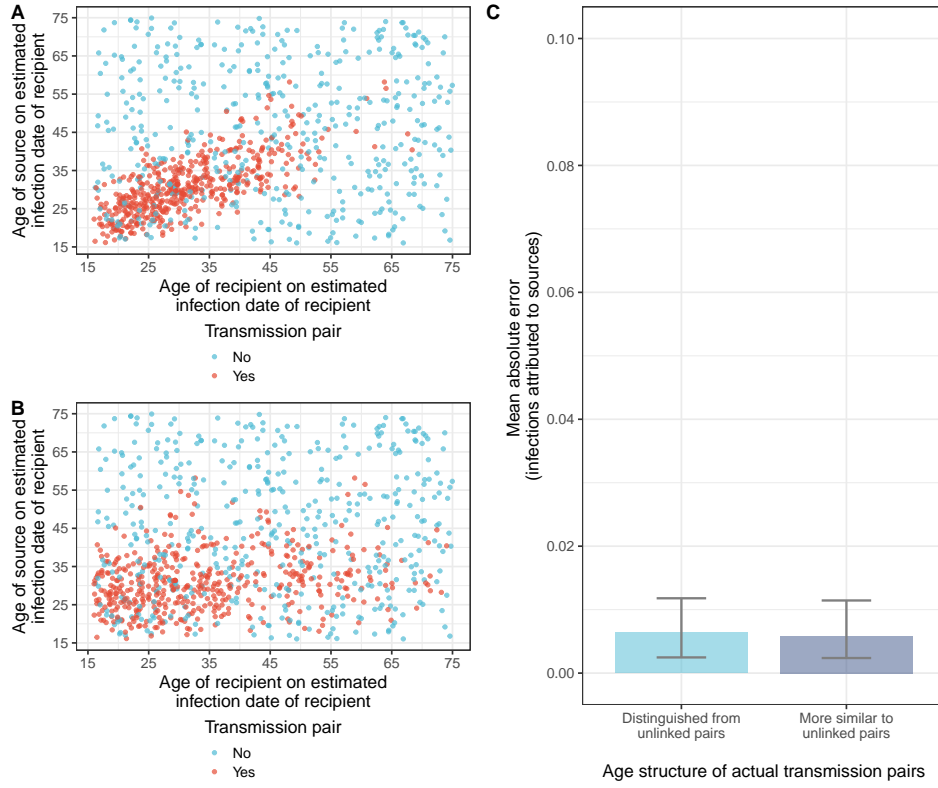 A
Age of source on estimated
infection date of recipient
75
65
55
45
35
25
15
15 25 35 45 55 65 75
Age of recipient on estimated
infection date of recipient
Transmission pair
No
Yes
B
Age of source on estimated
infection date of recipient
75
65
55
45
35
25
15
15 25 35 45 55 65 75
Age of recipient on estimated
infection date of recipient
Transmission pair
No
Yes
C
Mean absolute error
(infections attributed to sources)
0.10
0.08
0.06
0.04
0.02
0.00
Distinguished from
unlinked pairs
More similar to
unlinked pairs
Age structure of actual transmission pairs